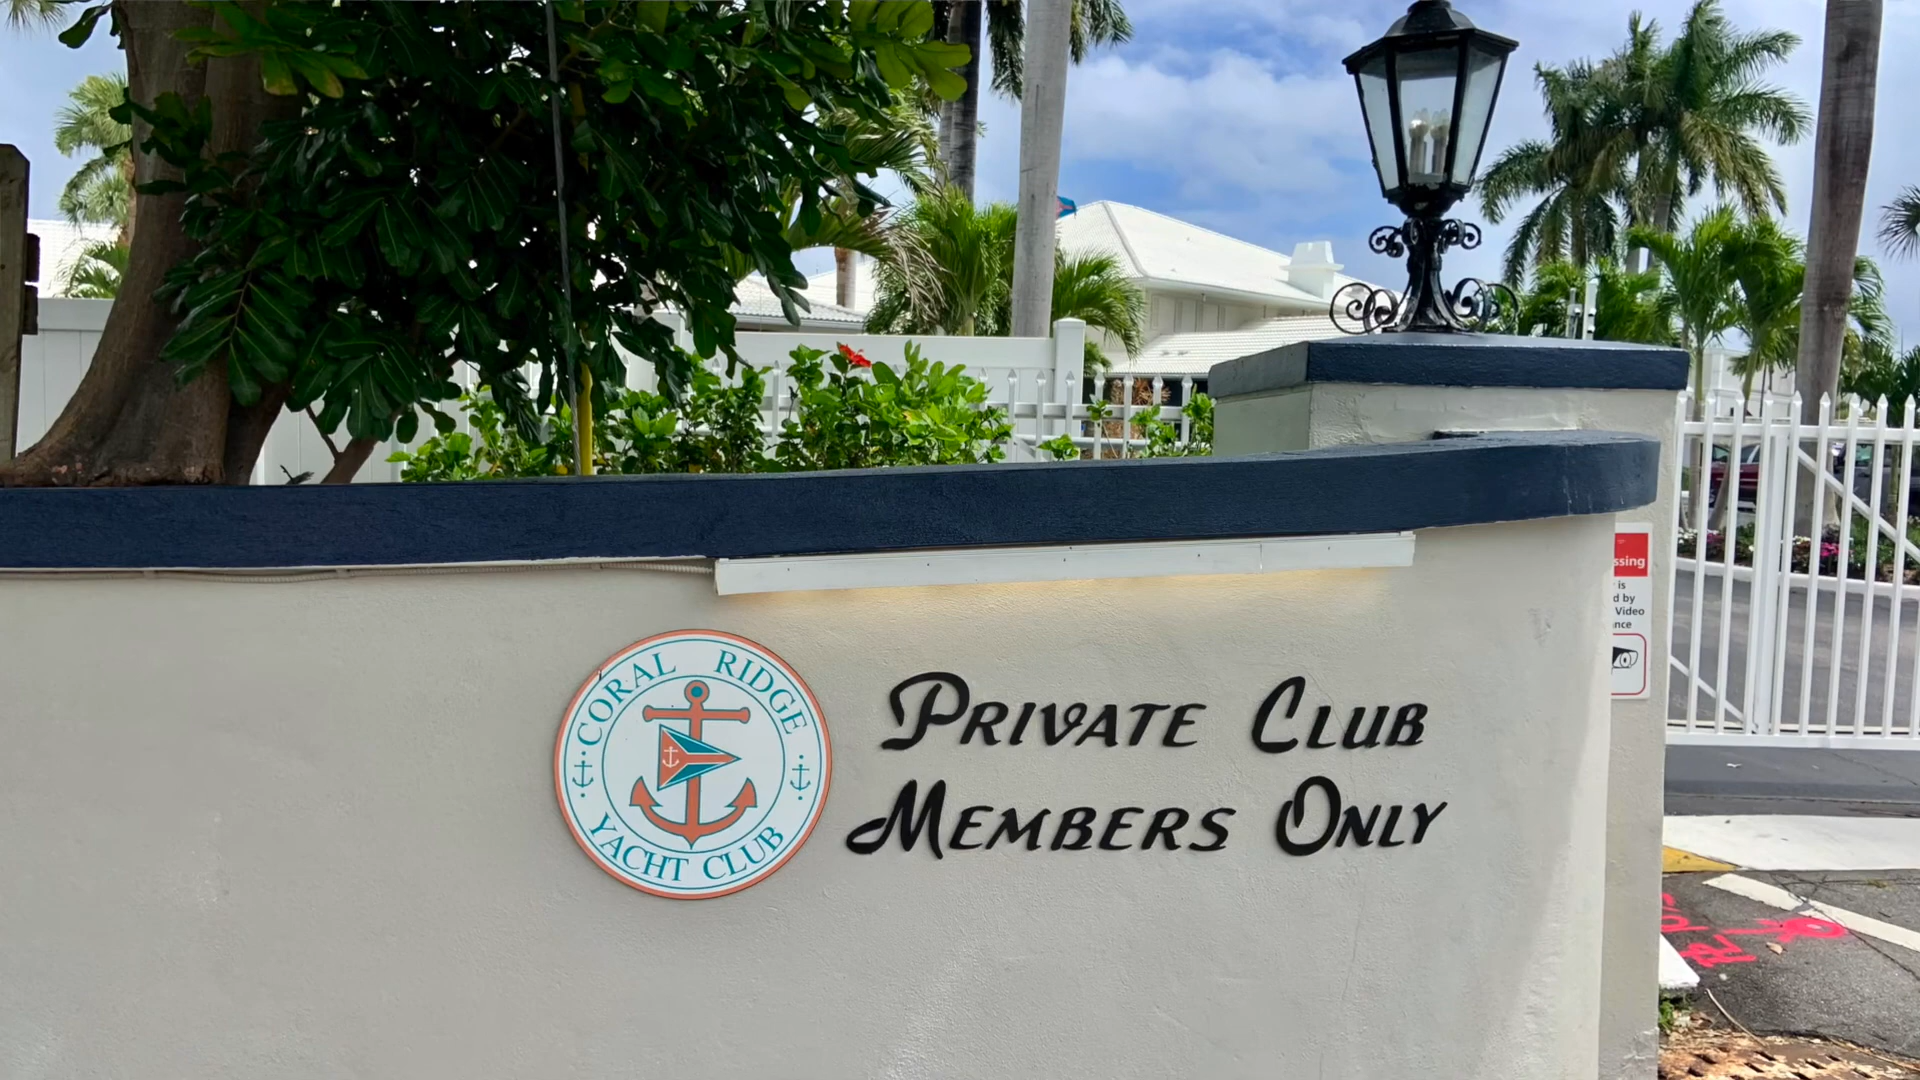 CORAL RIDGE
YACHT CLUB
PRIVATE CLUB
MEMBERS ONLY
ssing
is
d by
Video
nce